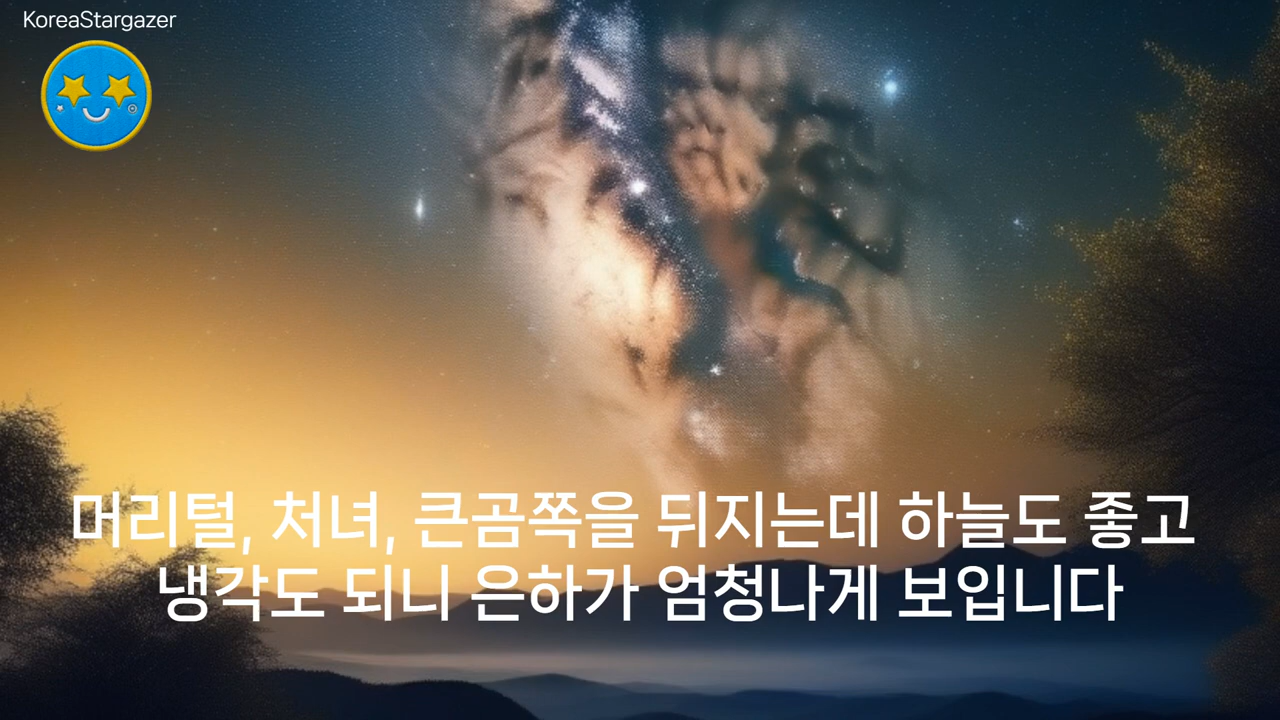 KoreaStargazer
머리털, 처녀, 큰곰쪽을 뒤지는데 하늘도 좋고
냉각도 되니 은하가 엄청나게 보입니다